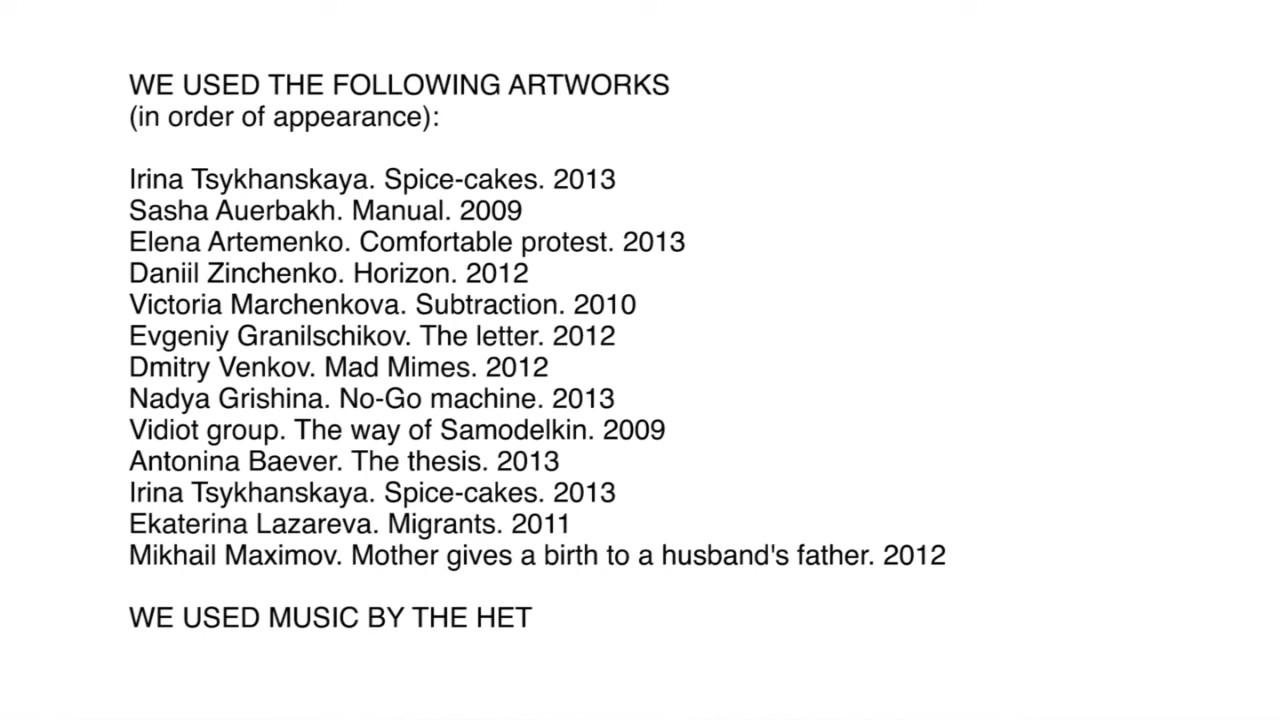 WE USED THE FOLLOWING ARTWORKS
(in order of appearance):
Irina Tsykhanskaya. Spice-cakes. 2013
Sasha Auerbakh. Manual. 2009
Elena Artemenko. Comfortable protest. 2013
Daniil Zinchenko. Horizon. 2012
Victoria Marchenkova. Subtraction. 2010
Evgeniy Granilschikov. The letter. 2012
Dmitry Venkov. Mad Mimes. 2012
Nadya Grishina. No-Go machine. 2013
Vidiot group. The way of Samodelkin. 2009
Antonina Baever. The thesis. 2013
Irina Tsykhanskaya. Spice-cakes. 2013
Ekaterina Lazareva. Migrants. 2011
Mikhail Maximov. Mother gives a birth to a husband's father. 2012
WE USED MUSIC BY THE HET